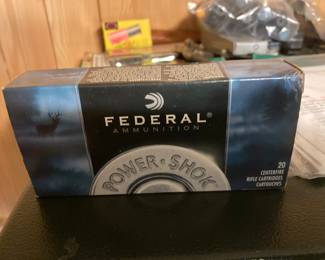 FEDERAL®
AMMUNITION
POWER·SHOK
20
CENTERFIRE
RIFLE CARTRIDGES
CARTOUCHES